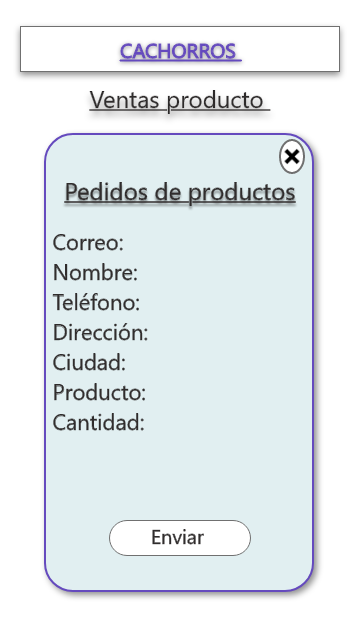 CACHORROS
Ventas producto
Pedidos de productos
Correo:
Nombre:
Teléfono:
Dirección:
Ciudad:
Producto:
Cantidad:
Enviar